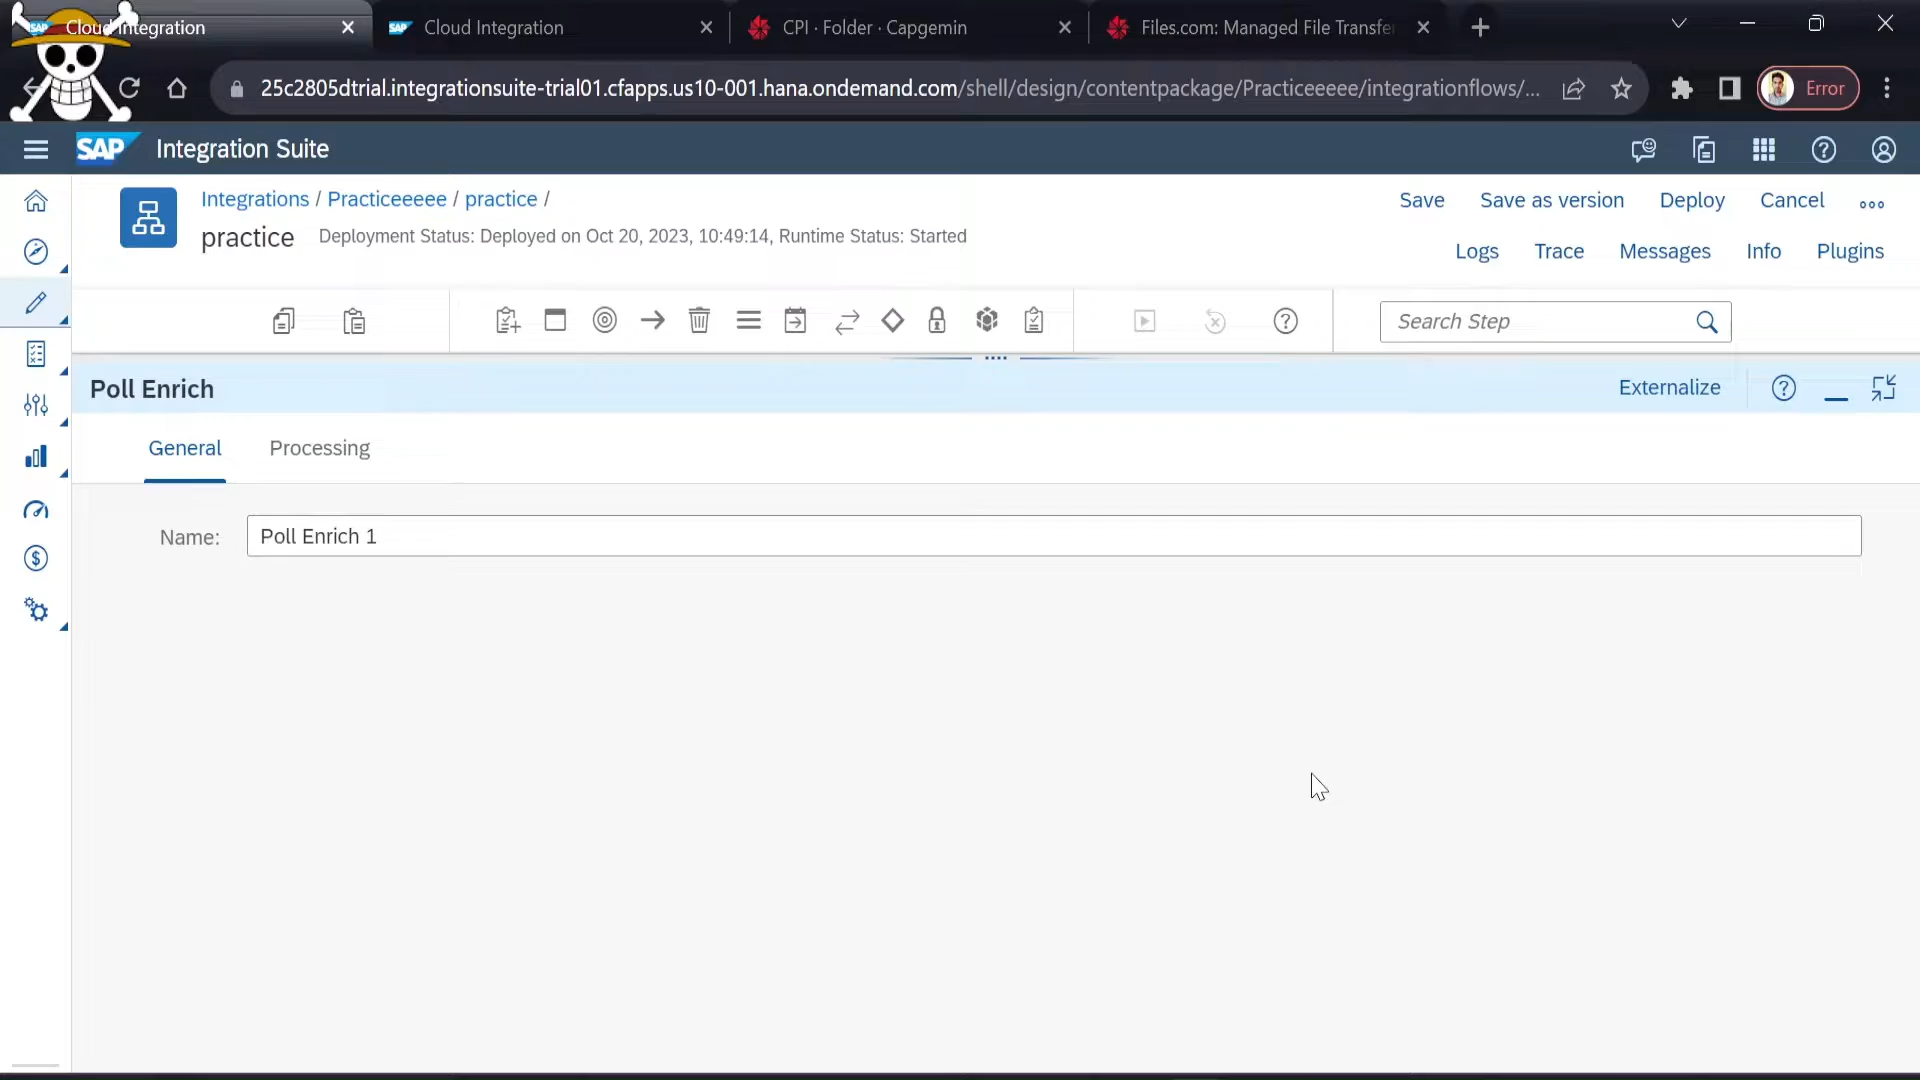 Cloud Integration
Cloud Integration
CPI · Folder · Capgemin
Files.com: Managed File Transfe
25c2805dtrial.integrationsuite-trial01.cfapps.us10-001.hana.ondemand.com/shell/design/contentpackage/Practiceeeee/integrationflows/...
Error
SAP Integration Suite
Integrations / Practiceeeee / practice /
Save Save as version Deploy Cancel
practice Deployment Status: Deployed on Oct 20, 2023, 10:49:14, Runtime Status: Started
Logs Trace Messages Info Plugins
Search Step
Poll Enrich
Externalize
General Processing
Name: Poll Enrich 1